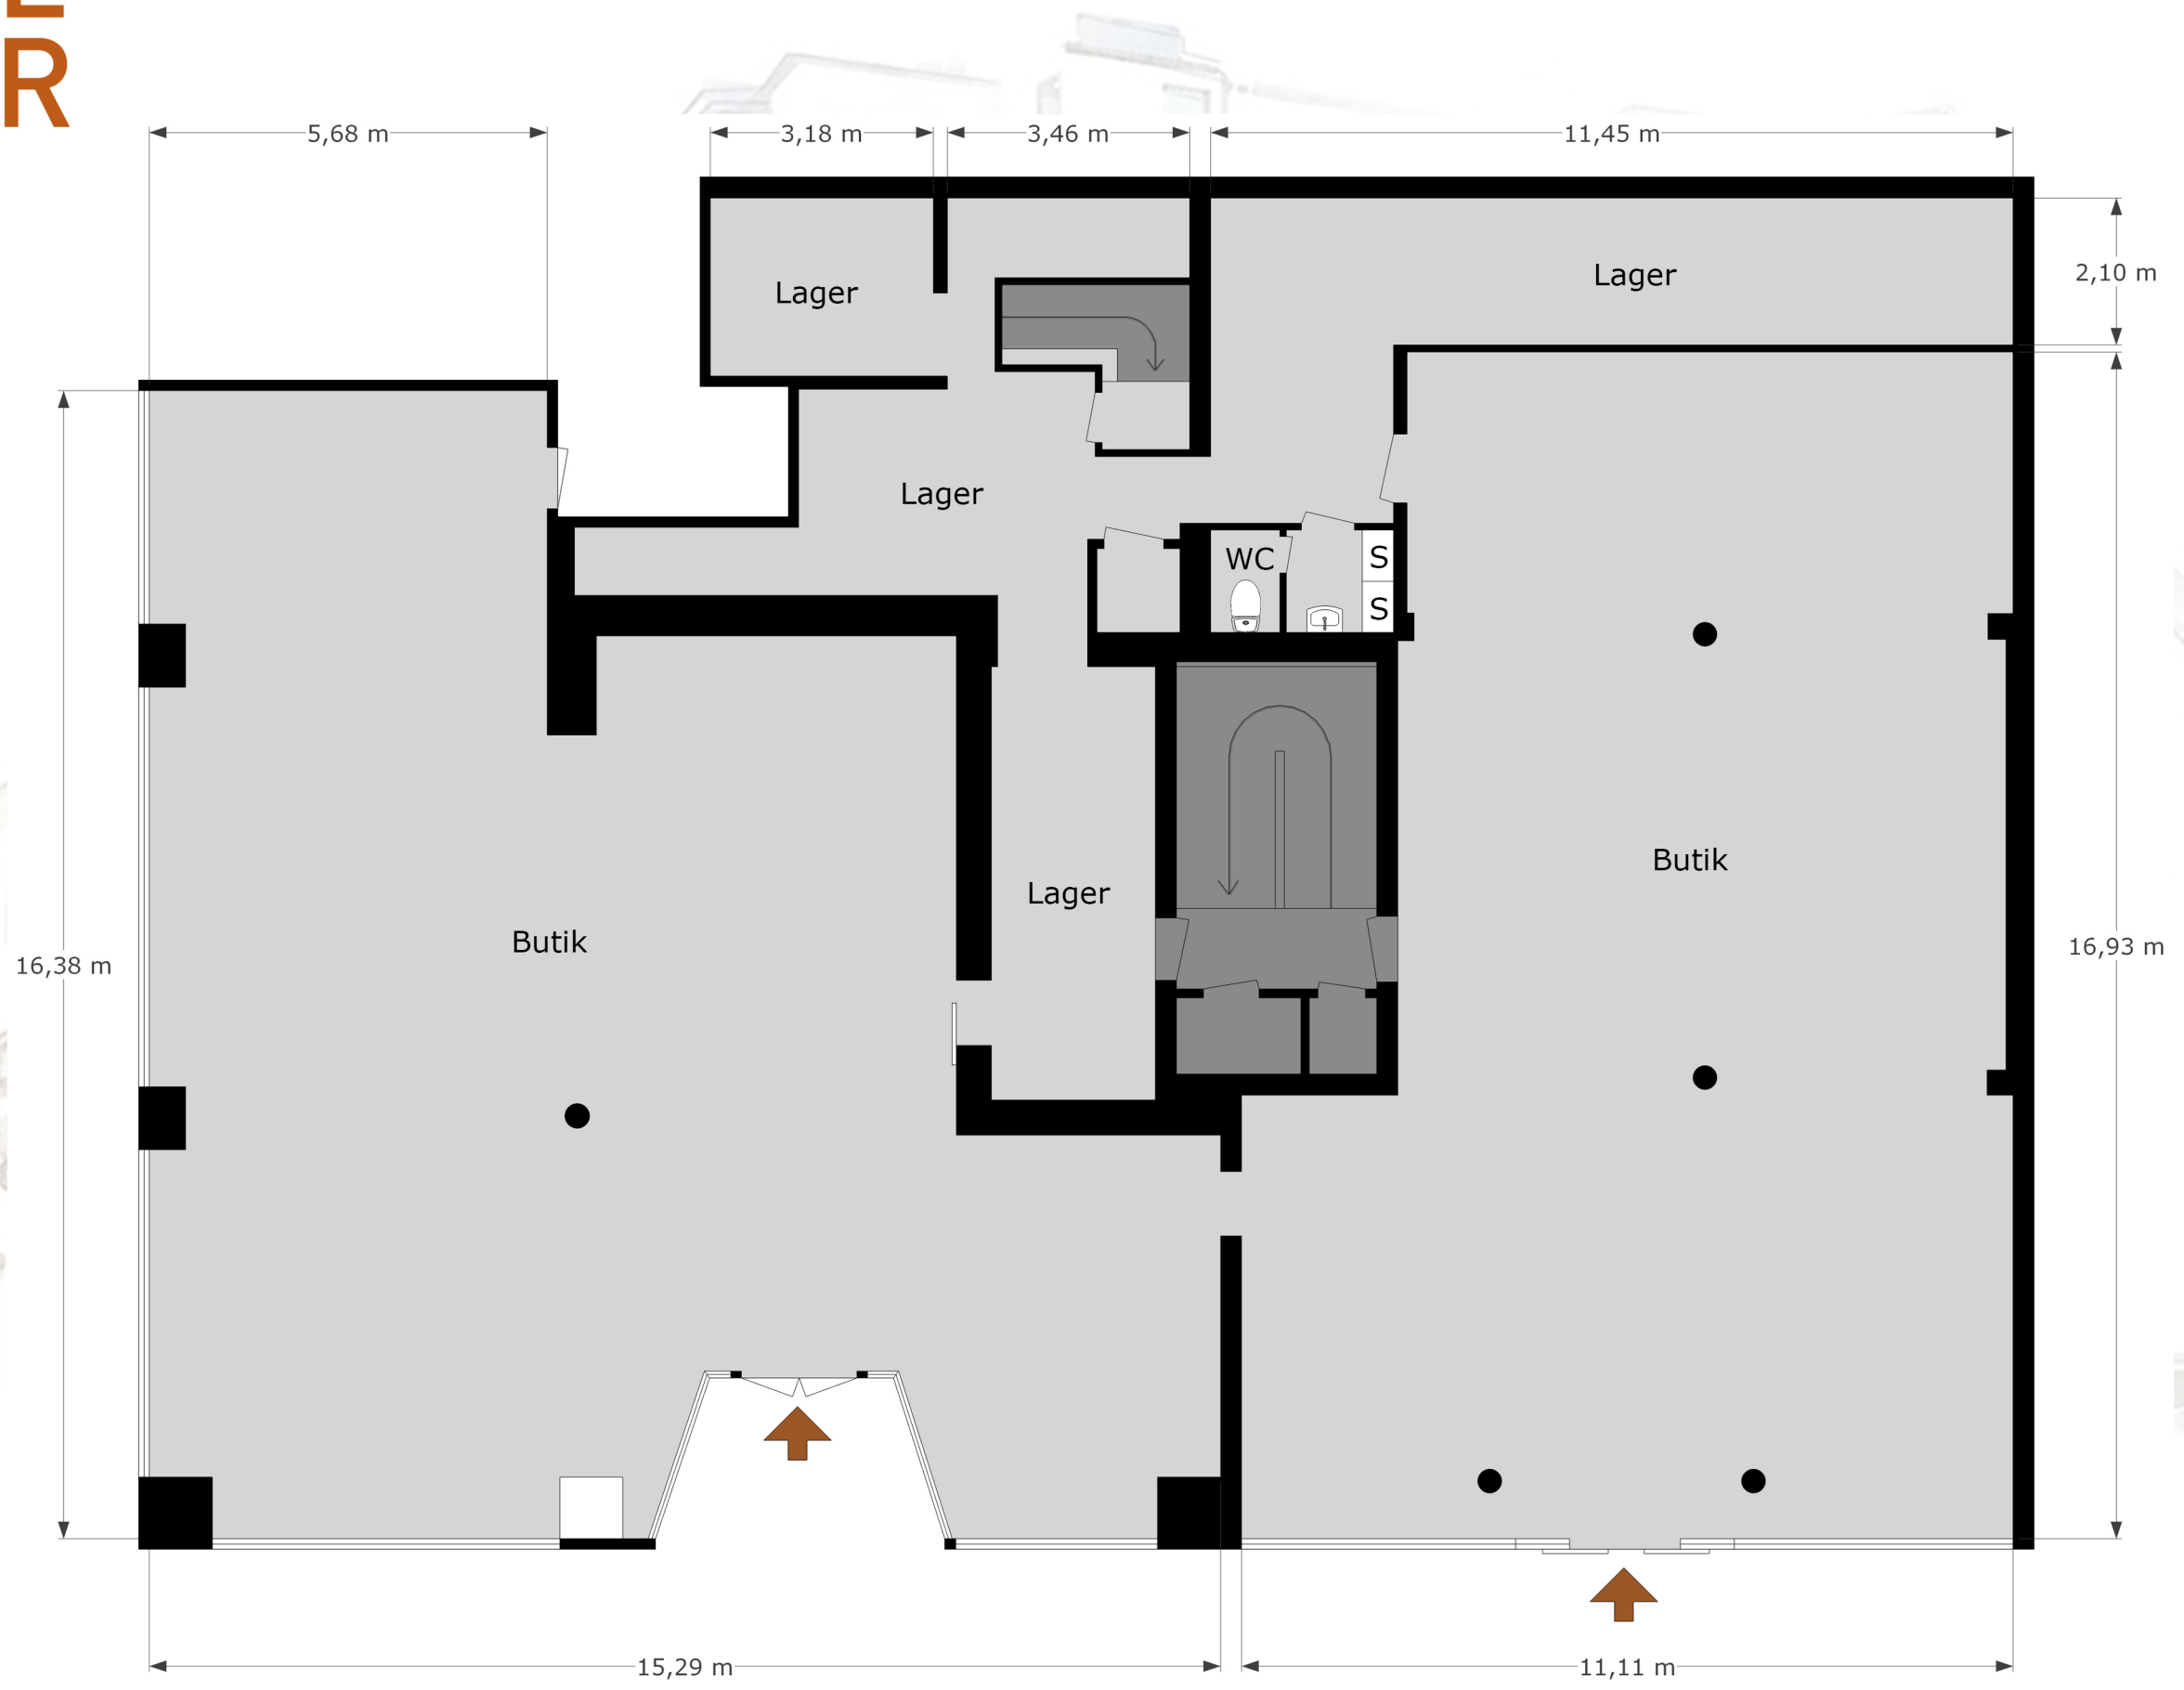 R
5,68 m
3,18 m
3,46 m
11,45 m
Lager
Lager
2,10 m
Lager
WC
S
S
Butik
Lager
Butik
16,38 m
16,93 m
15,29 m
11,11 m